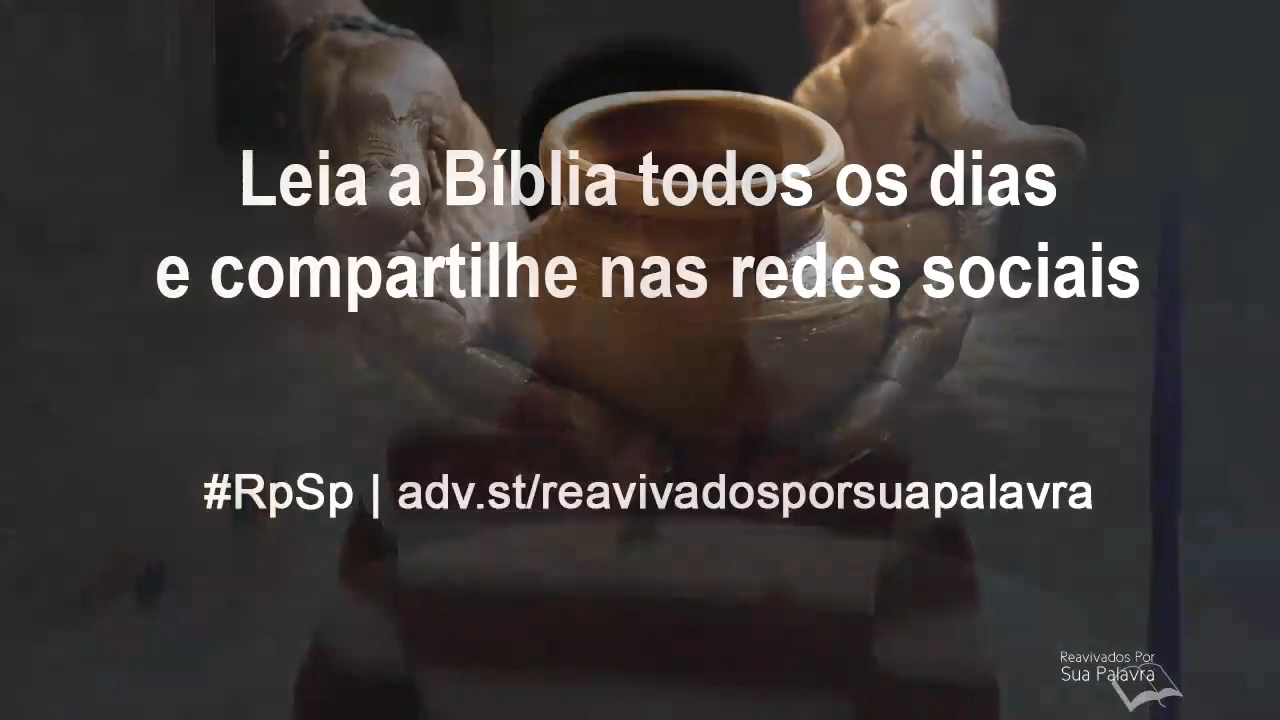 Leia a Bíblia todos os dias
e compartilhe nas redes sociais
#RpSp | adv.st/reavivadosporsuapalavra
Reavivados Por
Sua Palavra